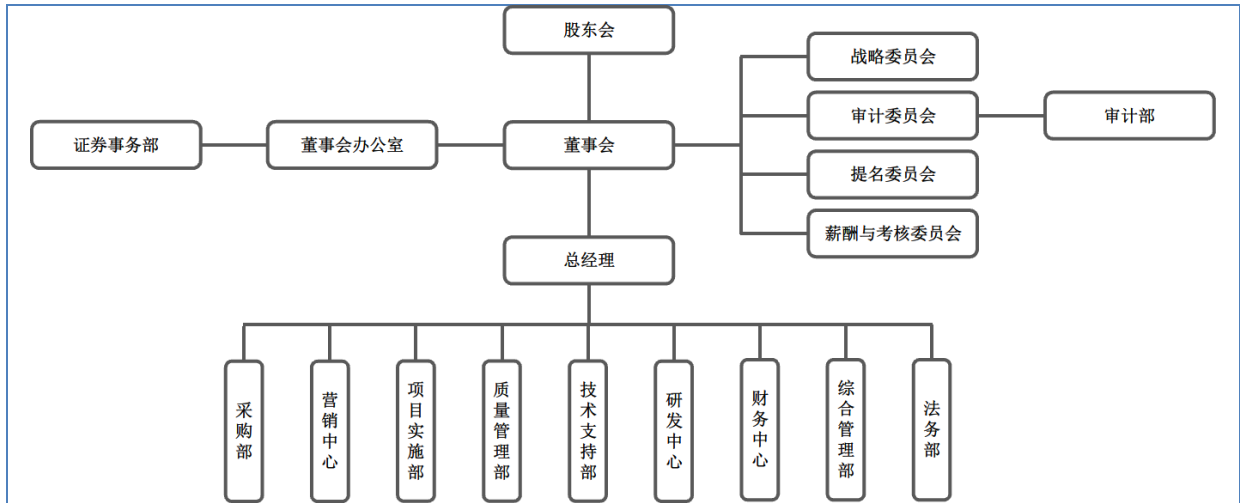 股东会
战略委员会
审计委员会
审计部
证券事务部
董事会办公室
董事会
提名委员会
薪酬与考核委员会
总经理
采购部
营销中心
项目实施部
质量管理部
技术支持部
研发中心
财务中心
综合管理部
法务部